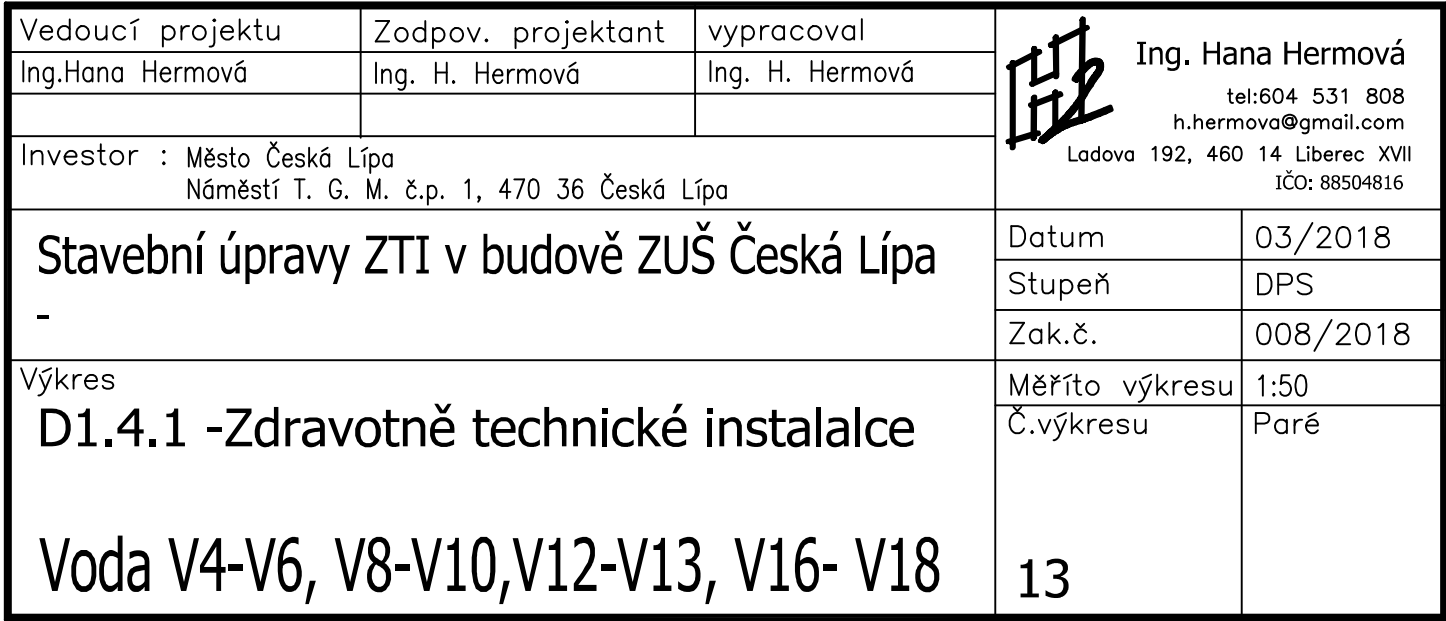 Vedoucí projektu
Zodpov. projektant
vypracoval
Ing.Hana Hermová
Ing. H. Hermová
Ing. H. Hermová
H2
Ing. Hana Hermová
tel:604 531 808
h.hermova@gmail.com
Ladova 192, 460 14 Liberec XVII
IČO: 88504816
Investor : Město Česká Lípa
Náměstí T. G. M. č.p. 1, 470 36 Česká Lípa
Stavební úpravy ZTI v budově ZUŠ Česká Lípa
-
Datum 03/2018
Stupeň DPS
Zak.č. 008/2018
Výkres
D1.4.1 -Zdravotně technické instalalce
Voda V4-V6, V8-V10,V12-V13, V16- V18
Měříto výkresu 1:50
Č.výkresu Paré
13